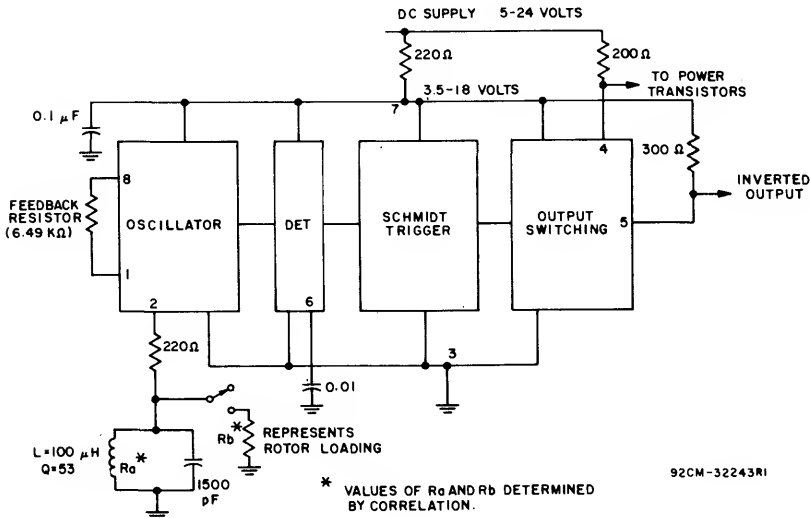 DC SUPPLY 5-24 VOLTS
220Ω
200Ω
TO POWER
TRANSISTORS
3.5-18 VOLTS
7
0.1 µF
4
300 Ω
8
FEEDBACK
RESISTOR
(6.49 KΩ)
OSCILLATOR
DET
SCHMIDT
TRIGGER
OUTPUT
SWITCHING
5
INVERTED
OUTPUT
1
2
6
3
220Ω
0.01
L=100 µH
Q=53
Ra*
1500
pF
Rb*
REPRESENTS
ROTOR LOADING
* VALUES OF Ra AND Rb DETERMINED
BY CORRELATION.
92CM-32243R1